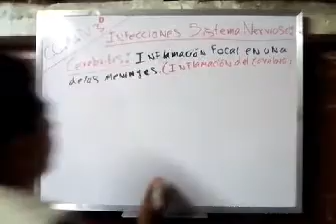 Infecciones Sistema Nervioso
Cerebritis: Inflamación Focal en una
de los meninges. (Inflamación del cerebro)